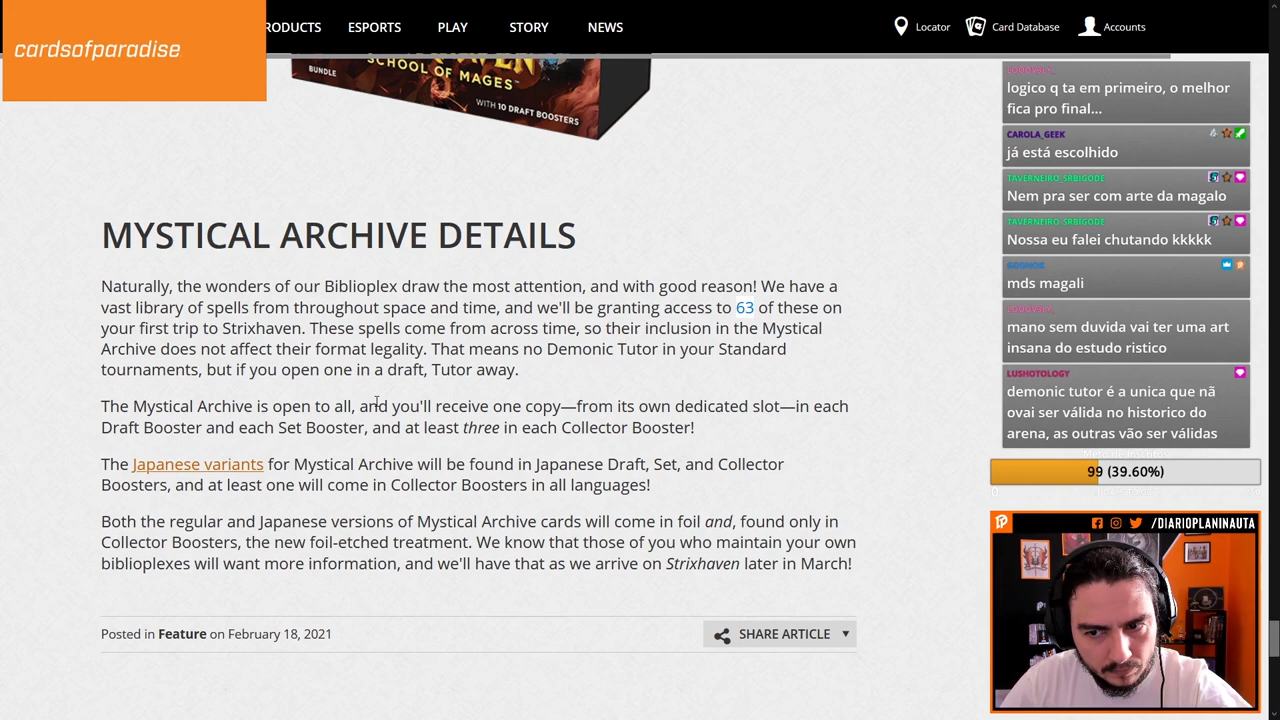 cardsofparadise
RODUCTS ESPORTS PLAY STORY NEWS
Locator Card Database Accounts
BUNDLE
SCHOOL OF MAGES™
WITH 10 DRAFT BOOSTERS
MYSTICAL ARCHIVE DETAILS
Naturally, the wonders of our Biblioplex draw the most attention, and with good reason! We have a
vast library of spells from throughout space and time, and we'll be granting access to 63 of these on
your first trip to Strixhaven. These spells come from across time, so their inclusion in the Mystical
Archive does not affect their format legality. That means no Demonic Tutor in your Standard
tournaments, but if you open one in a draft, Tutor away.
The Mystical Archive is open to all, and you'll receive one copy—from its own dedicated slot—in each
Draft Booster and each Set Booster, and at least three in each Collector Booster!
The Japanese variants for Mystical Archive will be found in Japanese Draft, Set, and Collector
Boosters, and at least one will come in Collector Boosters in all languages!
Both the regular and Japanese versions of Mystical Archive cards will come in foil and, found only in
Collector Boosters, the new foil-etched treatment. We know that those of you who maintain your own
biblioplexes will want more information, and we'll have that as we arrive on Strixhaven later in March!
Posted in Feature on February 18, 2021
SHARE ARTICLE
logico q ta em primeiro, o melhor
fica pro final...
CAROLA_GEEK
já está escolhido
TAVERNEIRO_SRBIGODE
Nem pra ser com arte da magalo
TAVERNEIRO_SRBIGODE
Nossa eu falei chutando kkkkk
mds magali
mano sem duvida vai ter uma art
insana do estudo ristico
LUSHOTOLOGY
demonic tutor é a unica que nã
ovai ser válida no historico do
arena, as outras vão ser válidas
99 (39.60%)
/DIARIOPLANINAUTA